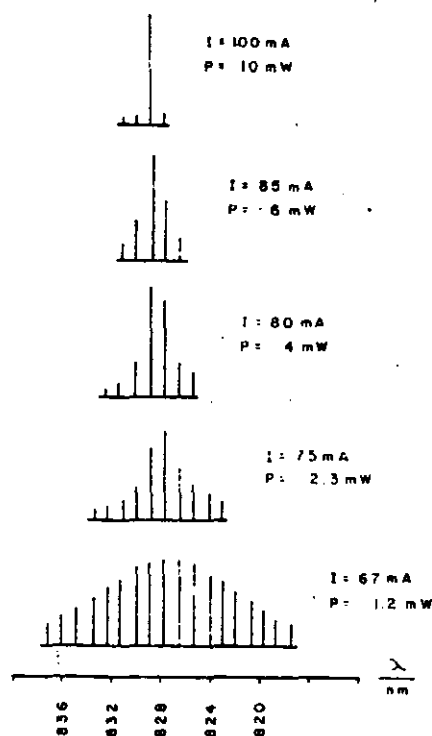 I = 100 mA
P = 10 mW
I = 85 mA
P = 6 mW
I = 80 mA
P = 4 mW
I = 75 mA
P = 2.3 mW
I = 67 mA
P = 1.2 mW
λ
nm
836
832
828
824
820